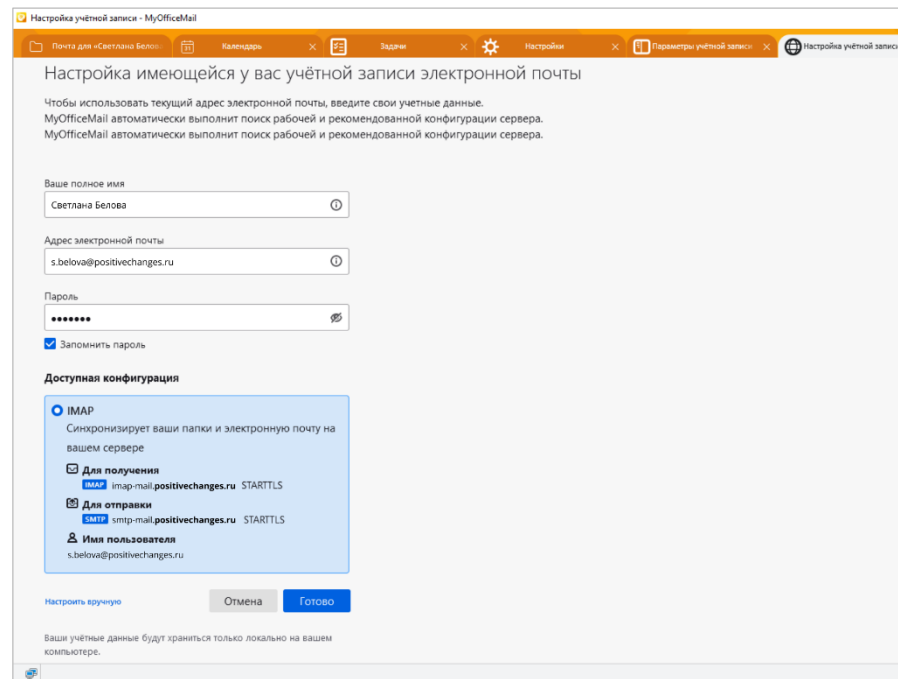 Настройка учётной записи - MyOfficeMail
Почта для «Светлана Белов
31 Календарь
Задачи
Настройки
Параметры учётной записи
Настройка учётной записи
Настройка имеющейся у вас учётной записи электронной почты
Чтобы использовать текущий адрес электронной почты, введите свои учетные данные.
MyOfficeMail автоматически выполнит поиск рабочей и рекомендованной конфигурации сервера.
MyOfficeMail автоматически выполнит поиск рабочей и рекомендованной конфигурации сервера.
Ваше полное имя
Светлана Белова
Адрес электронной почты
s.belova@positivechanges.ru
Пароль
•••••••
Запомнить пароль
Доступная конфигурация
IMAP
Синхронизирует ваши папки и электронную почту на
вашем сервере
Для получения
IMAP imap-mail.positivechanges.ru STARTTLS
Для отправки
SMTP smtp-mail.positivechanges.ru STARTTLS
Имя пользователя
s.belova@positivechanges.ru
Настроить вручную Отмена Готово
Ваши учётные данные будут храниться только локально на вашем
компьютере.